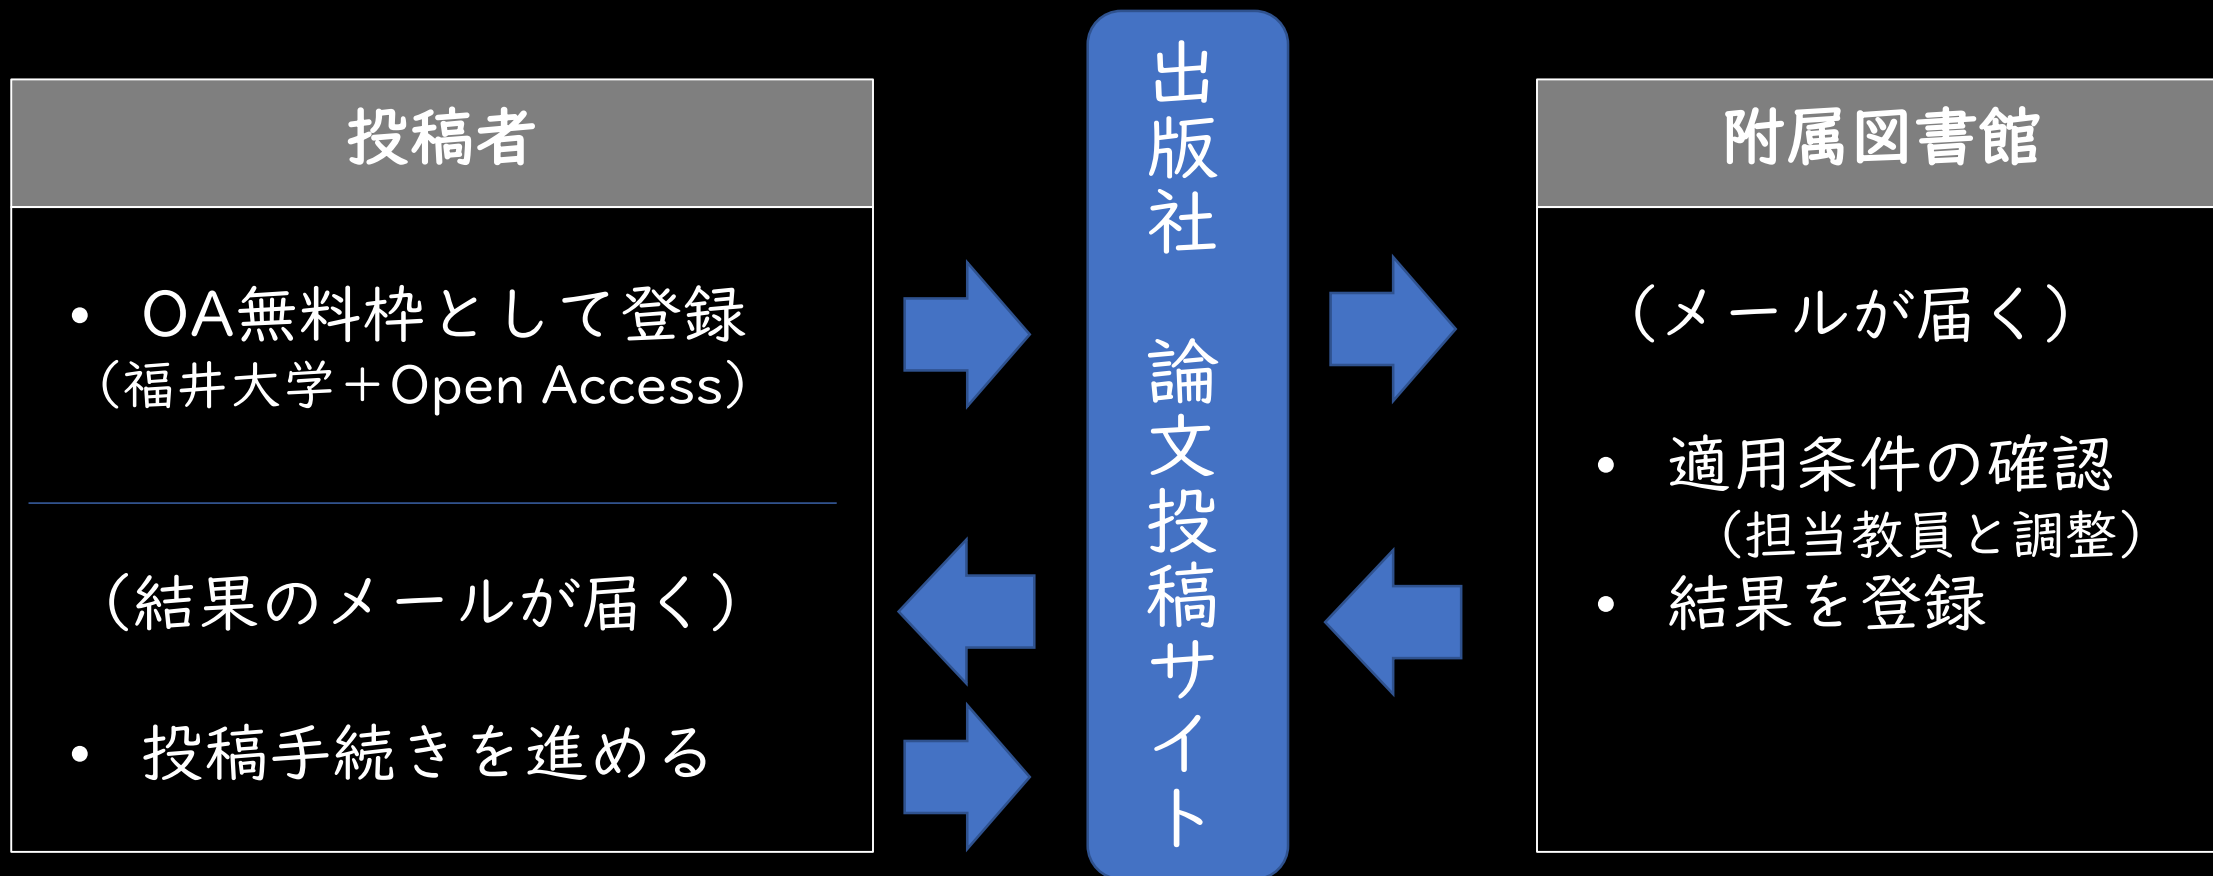 投稿者
• OA無料枠として登録
（福井大学＋Open Access）
（結果のメールが届く）
• 投稿手続きを進める
出版社　論文投稿サイト
附属図書館
（メールが届く）
• 適用条件の確認
（担当教員と調整）
• 結果を登録